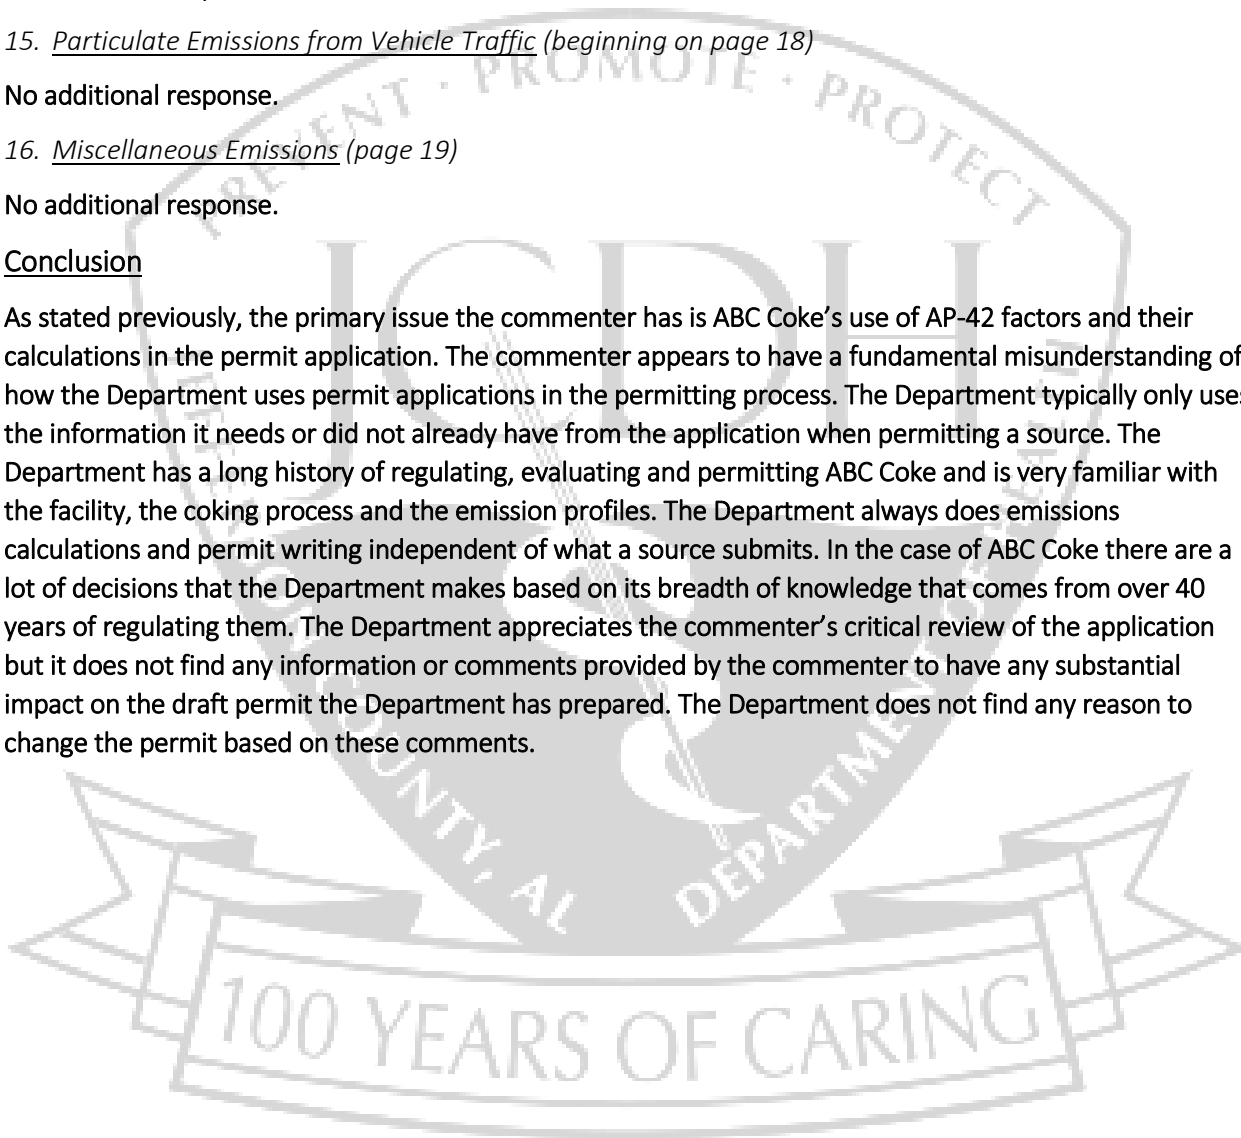 15. Particulate Emissions from Vehicle Traffic (beginning on page 18)
No additional response.
16. Miscellaneous Emissions (page 19)
No additional response.
Conclusion
As stated previously, the primary issue the commenter has is ABC Coke’s use of AP-42 factors and their
calculations in the permit application. The commenter appears to have a fundamental misunderstanding of
how the Department uses permit applications in the permitting process. The Department typically only uses
the information it needs or did not already have from the application when permitting a source. The
Department has a long history of regulating, evaluating and permitting ABC Coke and is very familiar with
the facility, the coking process and the emission profiles. The Department always does emissions
calculations and permit writing independent of what a source submits. In the case of ABC Coke there are a
lot of decisions that the Department makes based on its breadth of knowledge that comes from over 40
years of regulating them. The Department appreciates the commenter’s critical review of the application
but it does not find any information or comments provided by the commenter to have any substantial
impact on the draft permit the Department has prepared. The Department does not find any reason to
change the permit based on these comments.
PREVENT · PROMOTE · PROTECT
JCDH
JEFFERSON COUNTY, AL
DEPARTMENT OF HEALTH
100 YEARS OF CARING